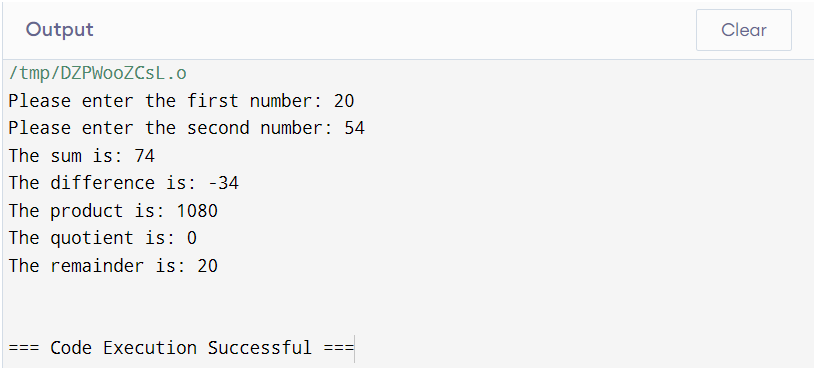 Output
Clear
/tmp/DZPWooZCsL.o
Please enter the first number: 20
Please enter the second number: 54
The sum is: 74
The difference is: -34
The product is: 1080
The quotient is: 0
The remainder is: 20
=== Code Execution Successful ===